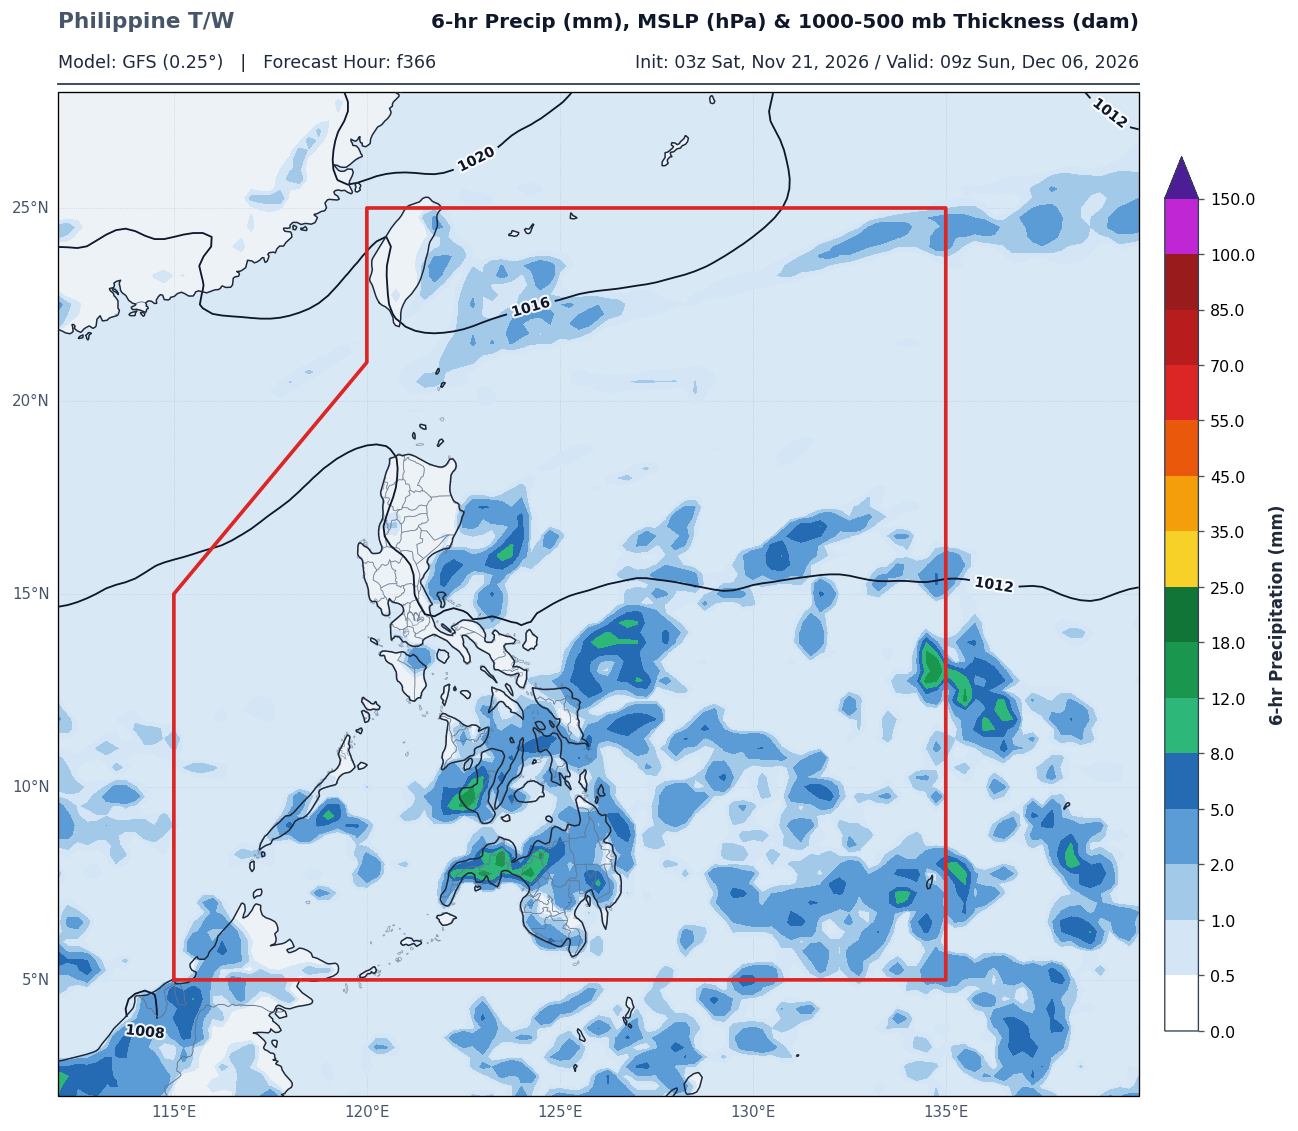 Philippine T/W
6-hr Precip (mm), MSLP (hPa) & 1000-500 mb Thickness (dam)
Model: GFS (0.25°) | Forecast Hour: f366
Init: 03z Sat, Nov 21, 2026 / Valid: 09z Sun, Dec 06, 2026
1012
1020
25°N
1016
20°N
15°N
1012
10°N
5°N
1008
115°E
120°E
125°E
130°E
135°E
150.0
100.0
85.0
70.0
55.0
45.0
35.0
25.0
18.0
12.0
8.0
5.0
2.0
1.0
0.5
0.0
6-hr Precipitation (mm)